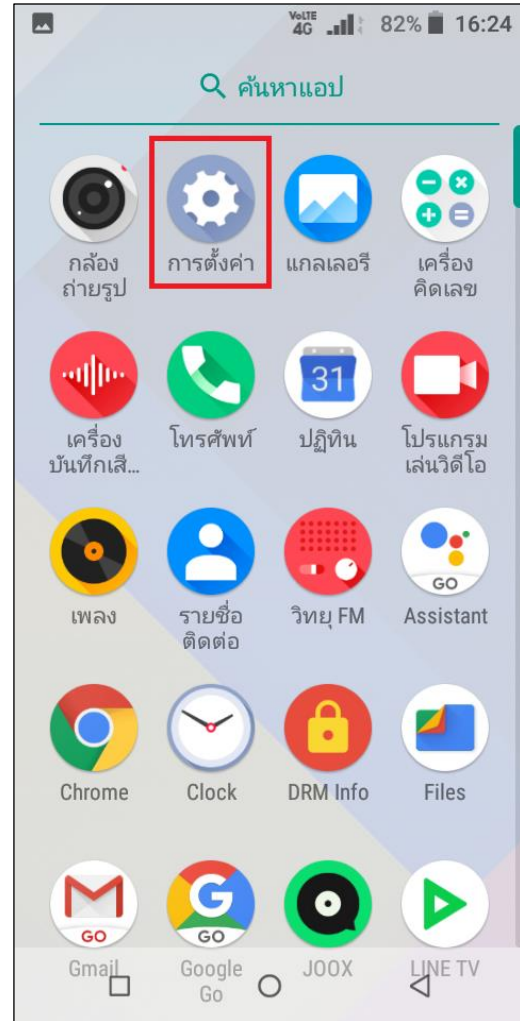 VoLTE
4G 82% 16:24
ค้นหาแอป
กล้อง
ถ่ายรูป
การตั้งค่า
แกลเลอรี
เครื่อง
คิดเลข
เครื่อง
บันทึกเสี...
โทรศัพท์
31
ปฏิทิน
โปรแกรม
เล่นวิดีโอ
เพลง
รายชื่อ
ติดต่อ
วิทยุ FM
GO
Assistant
Chrome
Clock
DRM Info
Files
GO
Gmail
G
GO
Google
Go
JOOX
LINE TV